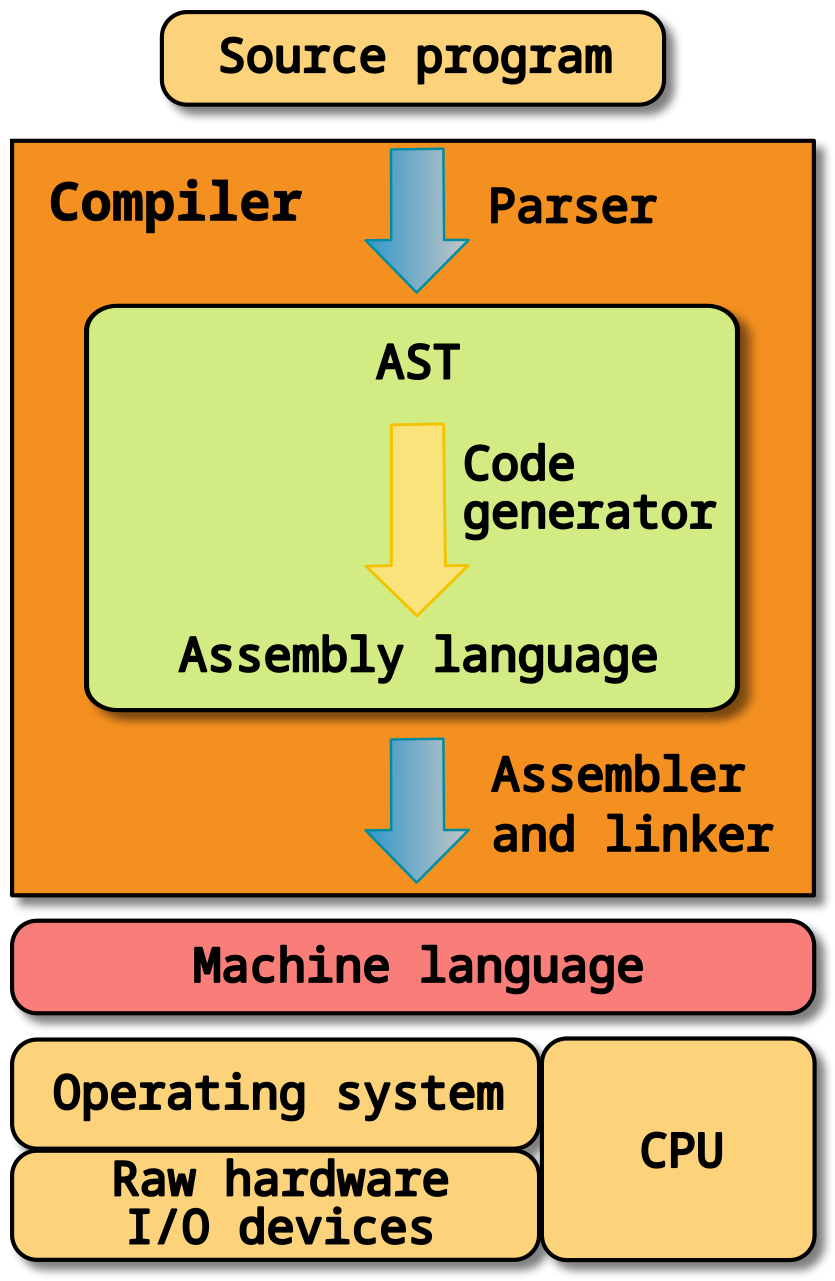 Source program
Compiler
Parser
AST
Code
generator
Assembly language
Assembler
and linker
Machine language
Operating system
CPU
Raw hardware
I/O devices